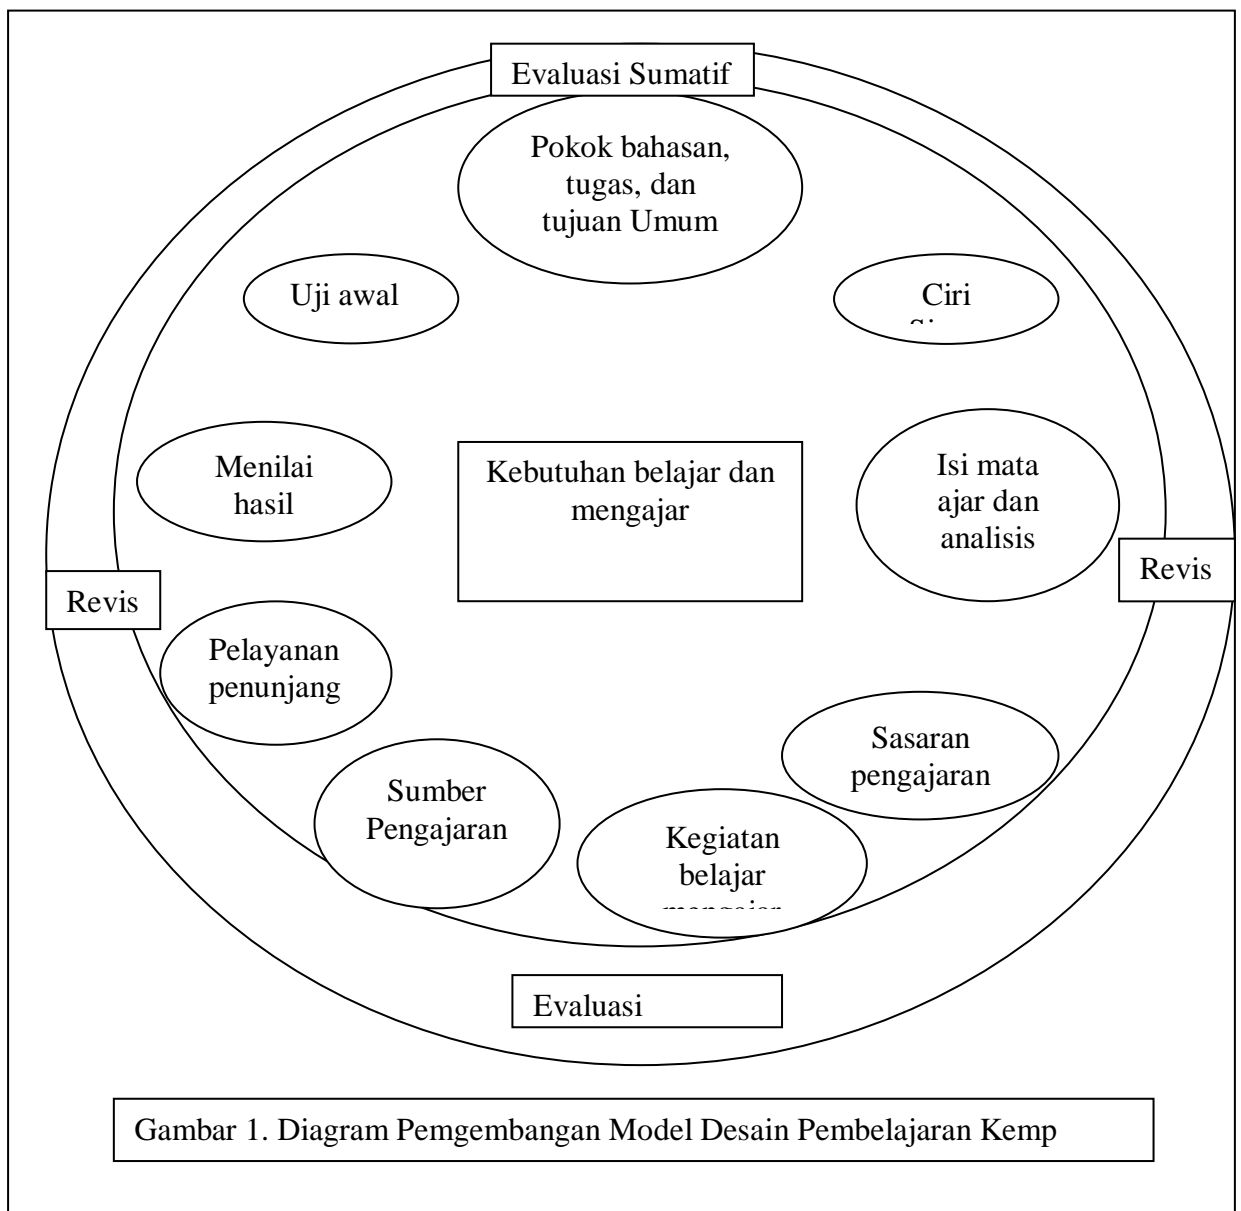 Evaluasi Sumatif
Pokok bahasan,
tugas, dan
tujuan Umum
Uji awal
Ciri
Menilai
hasil
Kebutuhan belajar dan
mengajar
Isi mata
ajar dan
analisis
Revis
Revis
Pelayanan
penunjang
Sasaran
pengajaran
Sumber
Pengajaran
Kegiatan
belajar
Evaluasi
Gambar 1. Diagram Pemgembangan Model Desain Pembelajaran Kemp